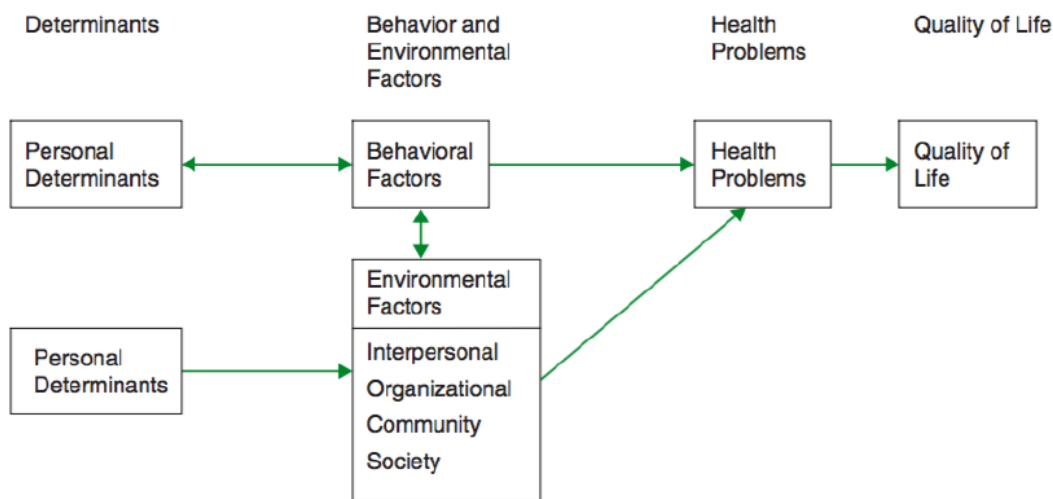 Determinants
Behavior and
Environmental
Factors
Health
Problems
Quality of Life
Personal
Determinants
Behavioral
Factors
Health
Problems
Quality of
Life
Environmental
Factors
Personal
Determinants
Interpersonal
Organizational
Community
Society